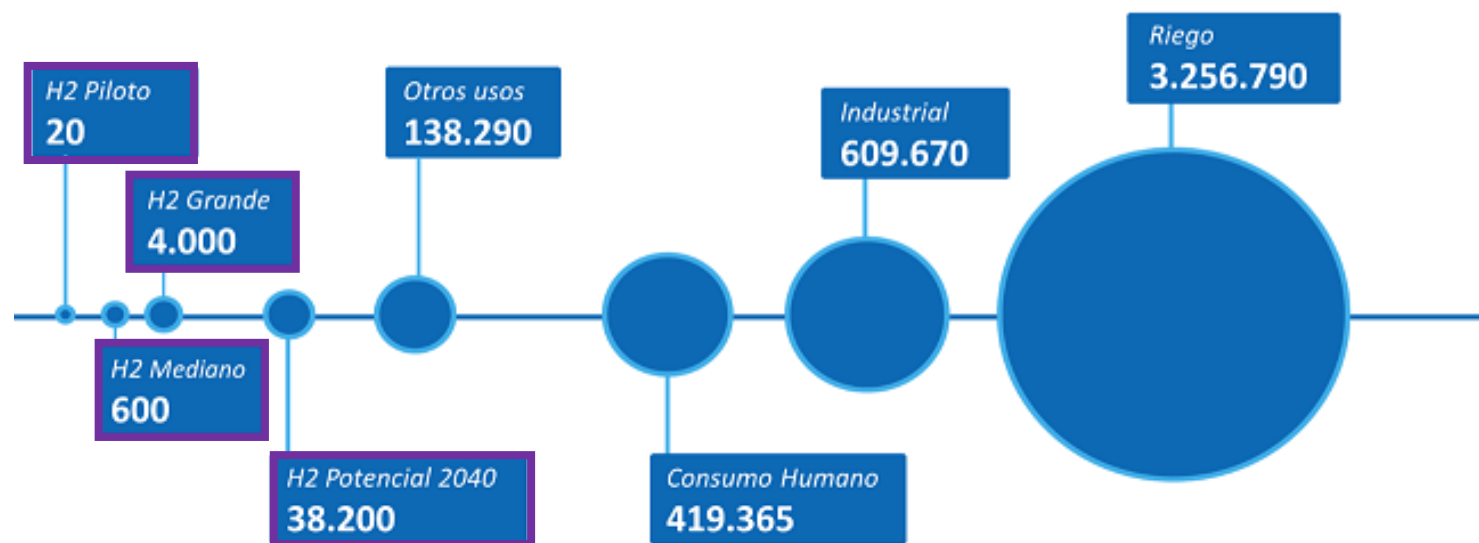 H2 Piloto
20
H2 Mediano
600
H2 Grande
4.000
H2 Potencial 2040
38.200
Otros usos
138.290
Consumo Humano
419.365
Industrial
609.670
Riego
3.256.790